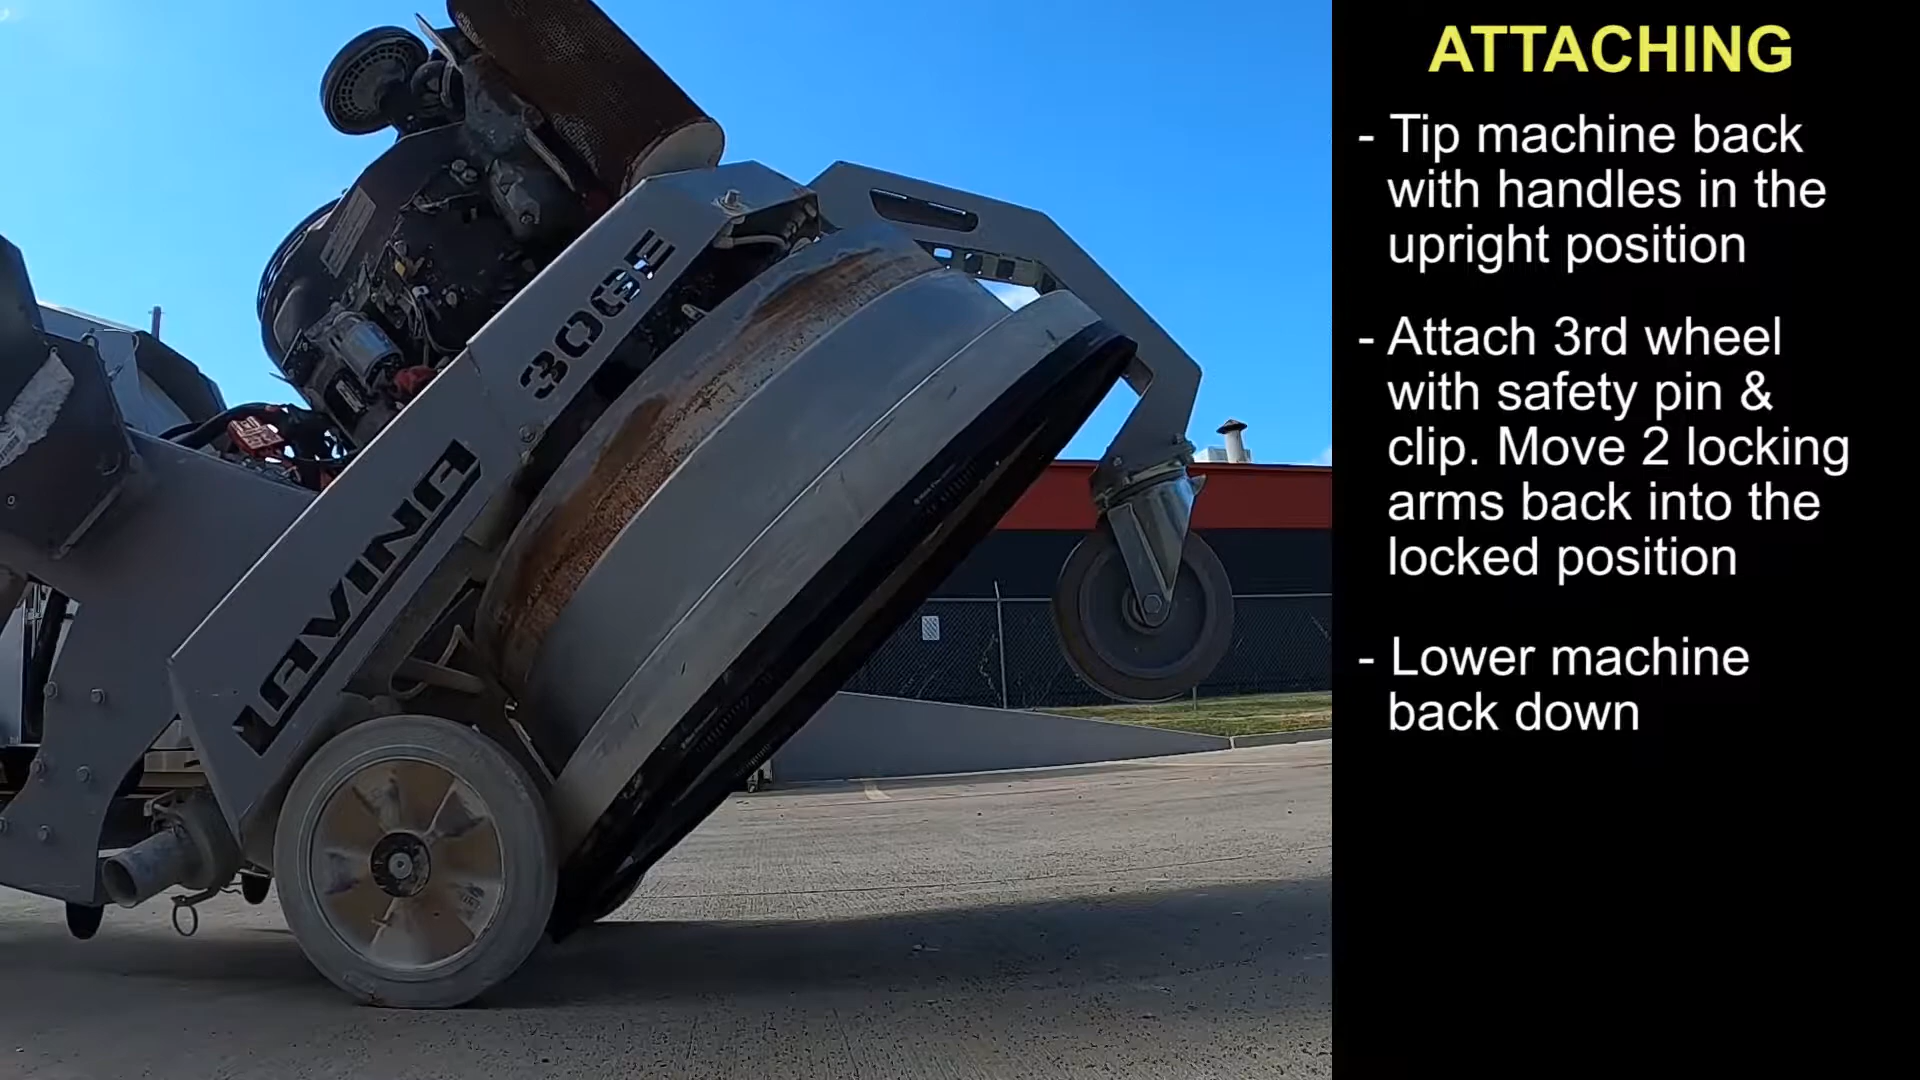 ATTACHING
- Tip machine back
with handles in the
upright position
- Attach 3rd wheel
with safety pin &
clip. Move 2 locking
arms back into the
locked position
- Lower machine
back down
30GE
LAVINA